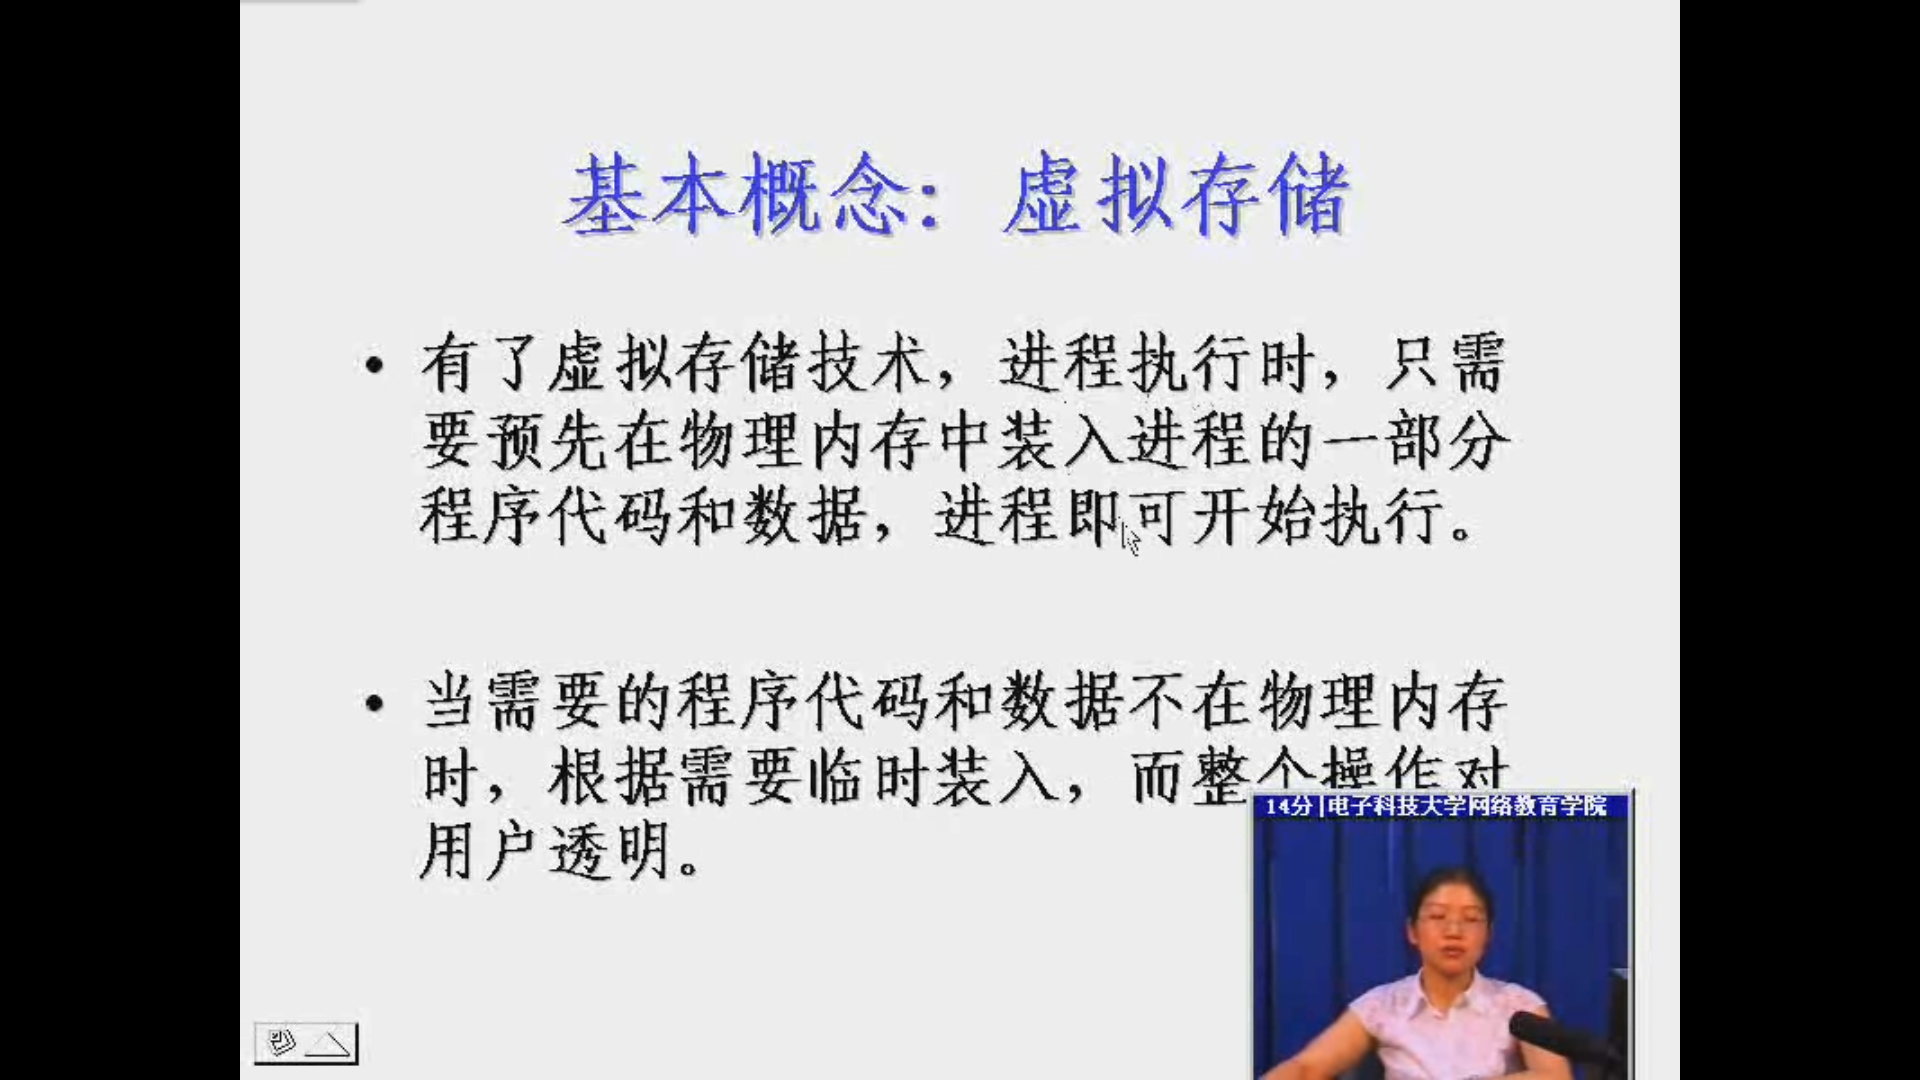 基本概念：虚拟存储
• 有了虚拟存储技术，进程执行时，只需
要预先在物理内存中装入进程的一部分
程序代码和数据，进程即可开始执行。
• 当需要的程序代码和数据不在物理内存
时，根据需要临时装入，而整个操作对
用户透明。
14分|电子科技大学网络教育学院